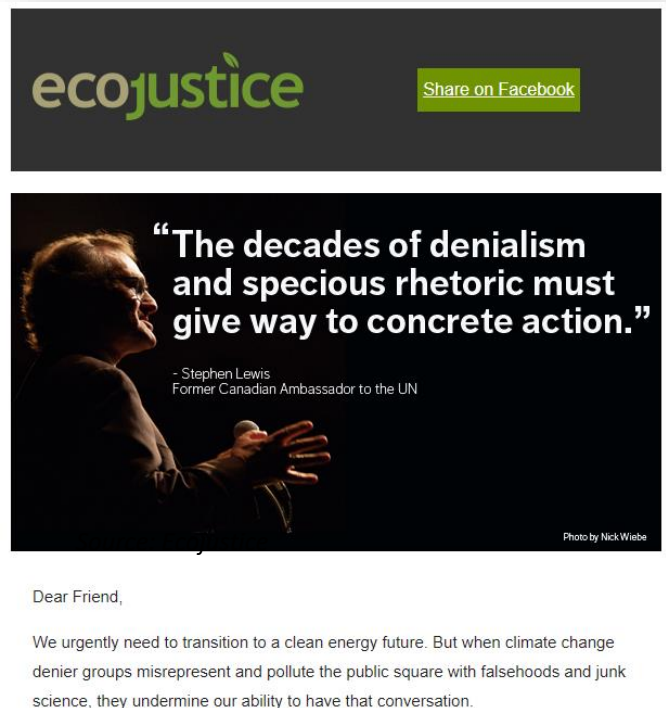 ecojustice
Share on Facebook
“The decades of denialism
and specious rhetoric must
give way to concrete action.”
- Stephen Lewis
Former Canadian Ambassador to the UN
Photo by Nick Wiebe
Dear Friend,
We urgently need to transition to a clean energy future. But when climate change
denier groups misrepresent and pollute the public square with falsehoods and junk
science, they undermine our ability to have that conversation.